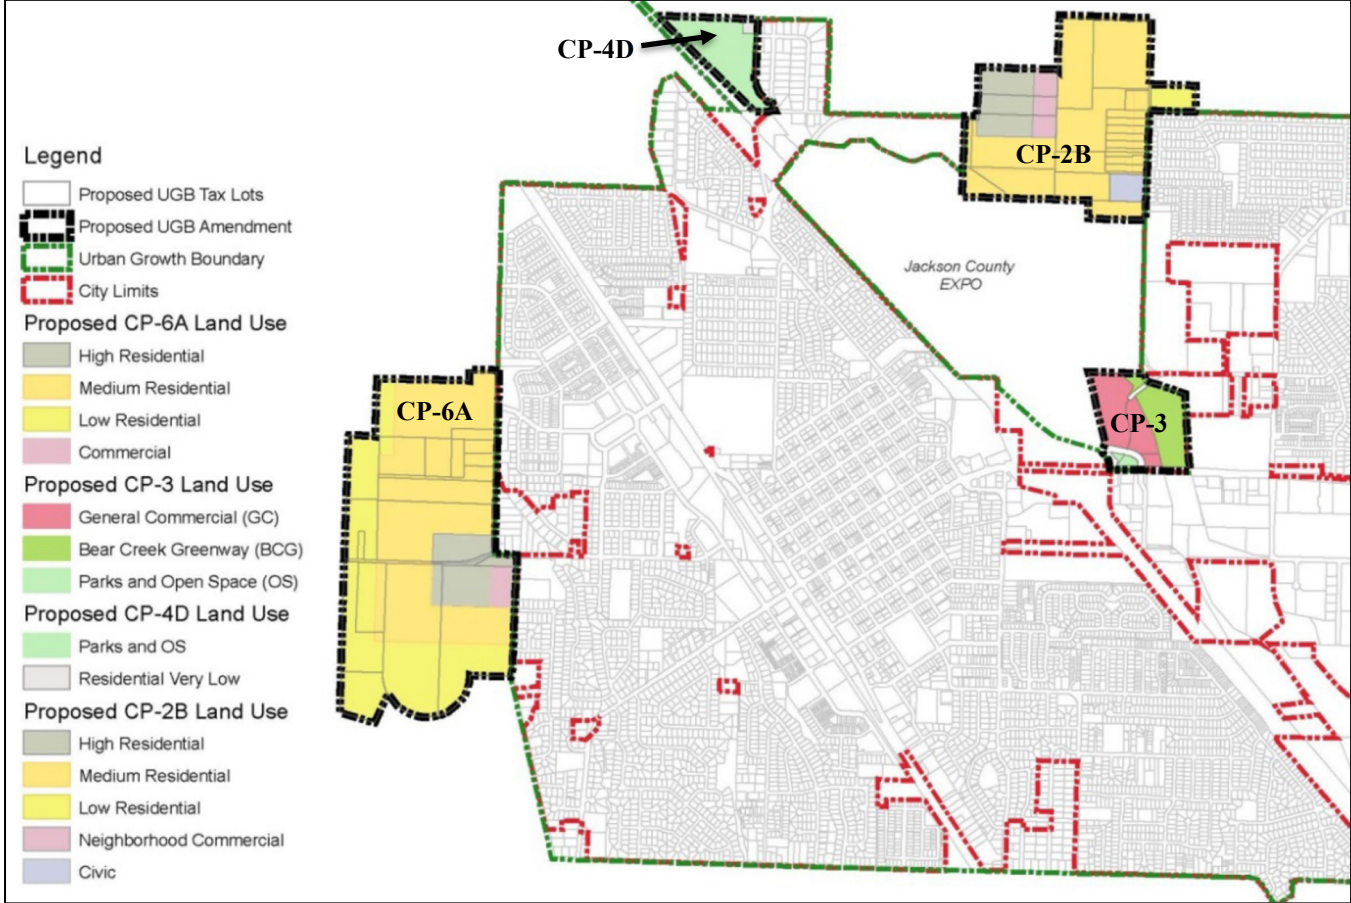 CP-4D
CP-2B
Legend
Proposed UGB Tax Lots
Proposed UGB Amendment
Urban Growth Boundary
City Limits
Proposed CP-6A Land Use
High Residential
Medium Residential
Low Residential
Commercial
Proposed CP-3 Land Use
General Commercial (GC)
Bear Creek Greenway (BCG)
Parks and Open Space (OS)
Proposed CP-4D Land Use
Parks and OS
Residential Very Low
Proposed CP-2B Land Use
High Residential
Medium Residential
Low Residential
Neighborhood Commercial
Civic
Jackson County
EXPO
CP-6A
CP-3